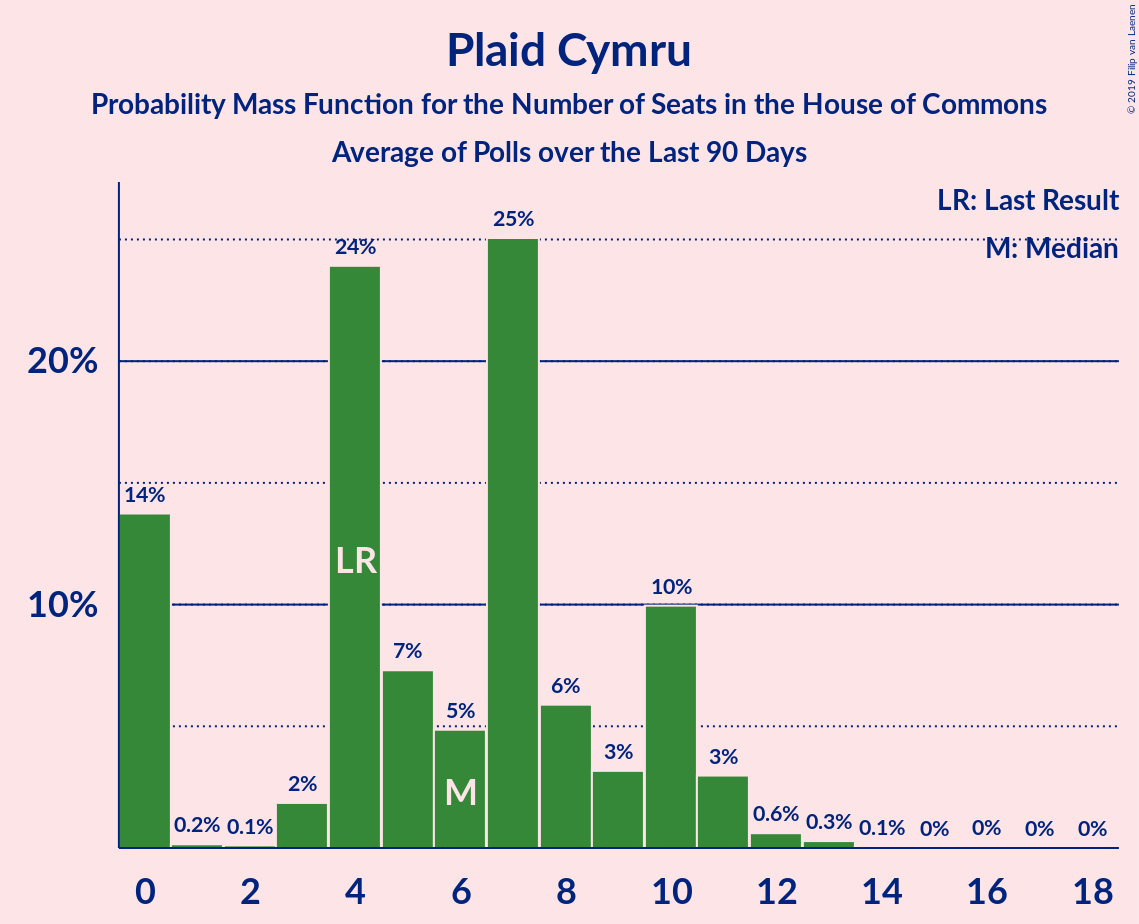 Plaid Cymru
Probability Mass Function for the Number of Seats in the House of Commons
Average of Polls over the Last 90 Days
© 2019 Filip van Laenen
LR: Last Result
M: Median
20%
10%
14%
0.2%
0.1%
2%
24%
7%
5%
25%
6%
3%
10%
3%
0.6%
0.3%
0.1%
0%
0%
0%
0%
LR
M
0 2 4 6 8 10 12 14 16 18